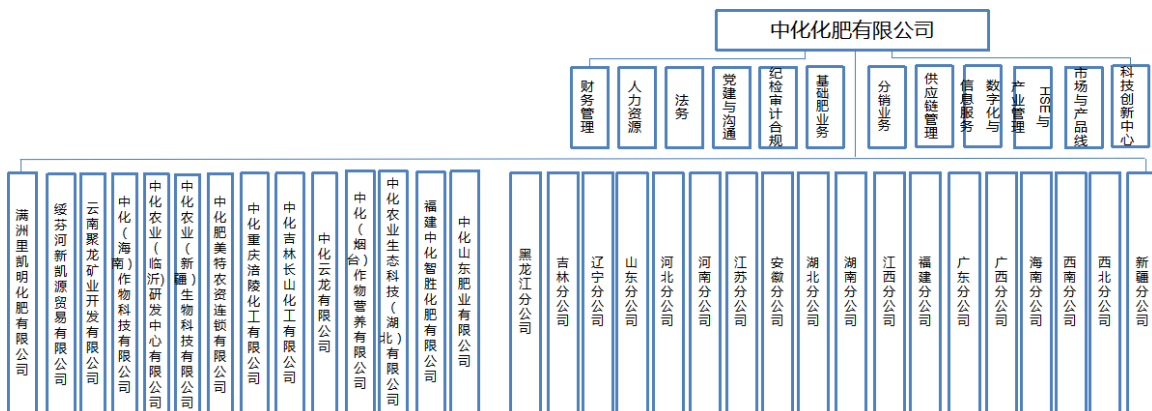 中化化肥有限公司
财务管理
人力资源
法务
党建与沟通
纪检审计合规
基础肥业务
分销业务
供应链管理
数字化与
信息服务
HSE与
产业管理
市场与产品线
科技创新中心
满洲里凯明化肥有限公司
绥芬河新凯源贸易有限公司
云南聚龙矿业开发有限公司
中化（海南）作物科技有限公司
中化农业（临沂）研发中心有限公司
中化农业（新疆）生物科技有限公司
中化肥美特农资连锁有限公司
中化重庆涪陵化工有限公司
中化吉林长山化工有限公司
中化云龙有限公司
中化（烟台）作物营养有限公司
中化农业生态科技（湖北）有限公司
福建中化智胜化肥有限公司
中化山东肥业有限公司
黑龙江分公司
吉林分公司
辽宁分公司
山东分公司
河北分公司
河南分公司
江苏分公司
安徽分公司
湖北分公司
湖南分公司
江西分公司
福建分公司
广东分公司
广西分公司
海南分公司
西南分公司
西北分公司
新疆分公司